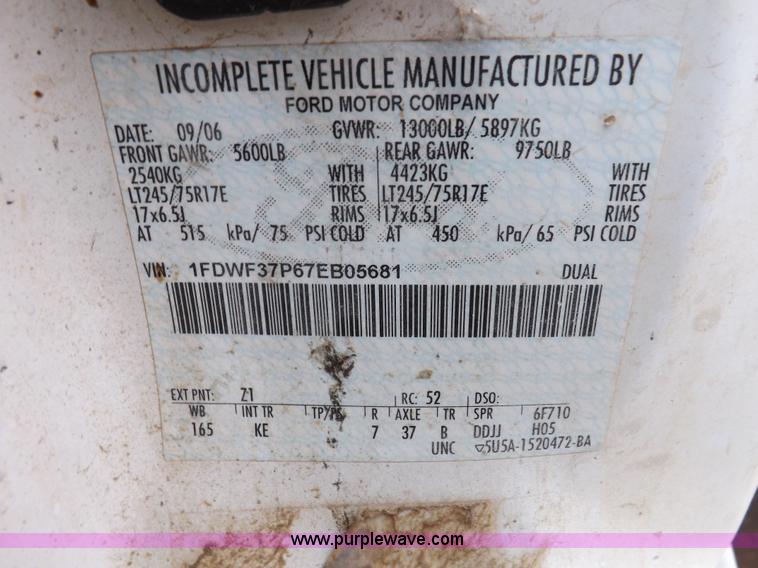 INCOMPLETE VEHICLE MANUFACTURED BY
FORD MOTOR COMPANY
DATE: 09/06 GVWR: 13000LB/ 5897KG
FRONT GAWR: 5600LB REAR GAWR: 9750LB
2540KG WITH 4423KG WITH
LT245/75R17E TIRES LT245/75R17E TIRES
17x6.5J RIMS 17x6.5J RIMS
AT 515 kPa/ 75 PSI COLD AT 450 kPa/ 65 PSI COLD
VIN: 1FDWF37P67EB05681 DUAL
EXT PNT: Z1 RC: 52 DSO:
WB INT TR TP/PS R AXLE TR SPR 6F710
165 KE 7 37 B DDJJ H05
UNC 5U5A-1520472-BA
www.purplewave.com